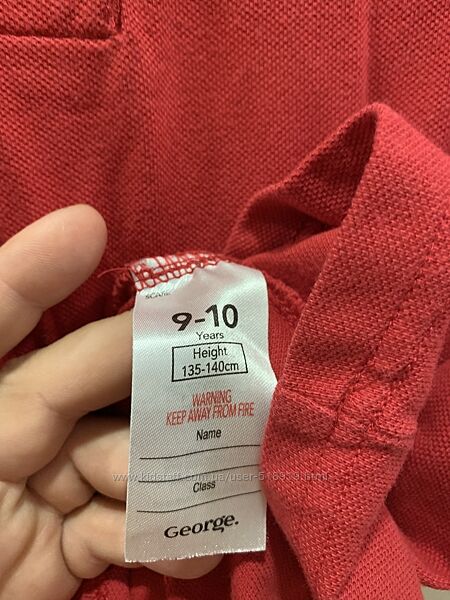 9-10
Years
Height
135-140cm
WARNING
KEEP AWAY FROM FIRE
Name
Class
George.